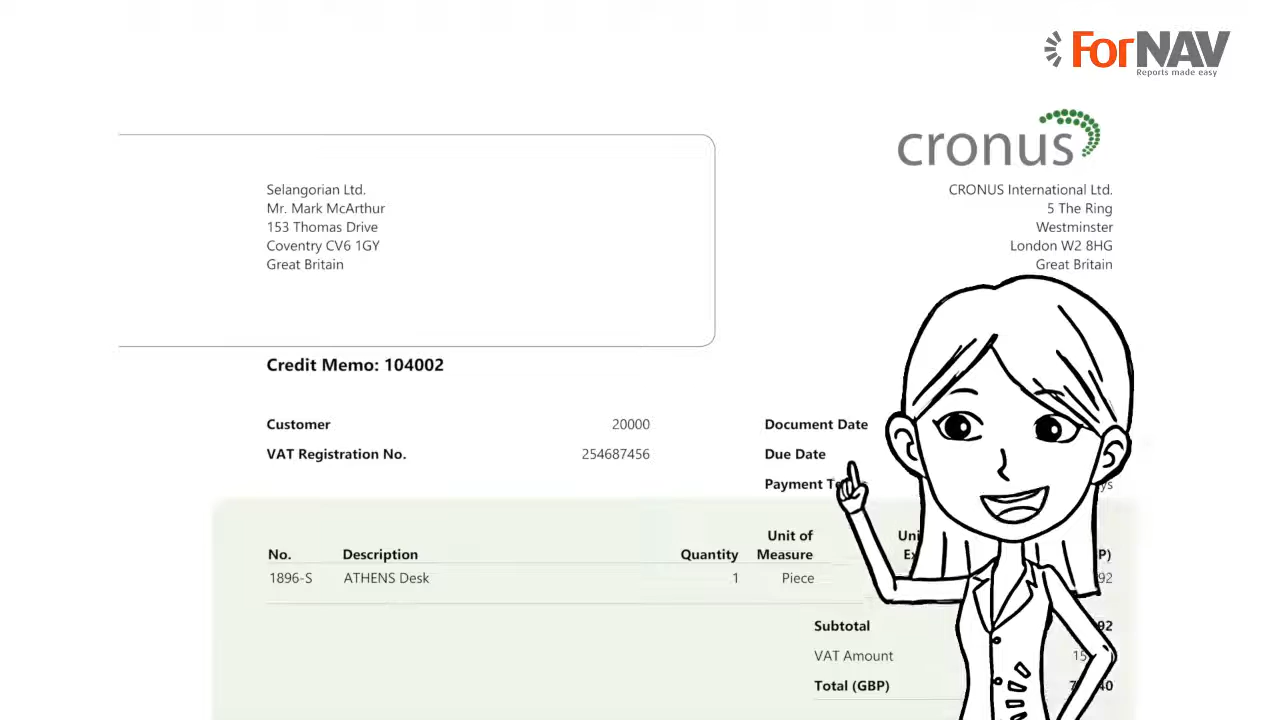 ForNAV
Reports made easy
cronus
Selangorian Ltd.
Mr. Mark McArthur
153 Thomas Drive
Coventry CV6 1GY
Great Britain
CRONUS International Ltd.
5 The Ring
Westminster
London W2 8HG
Great Britain
Credit Memo: 104002
Customer 20000
VAT Registration No. 254687456
Document Date
Due Date
Payment
No. Description Quantity Unit of Measure
1896-S ATHENS Desk 1 Piece
Subtotal
VAT Amount
Total (GBP)